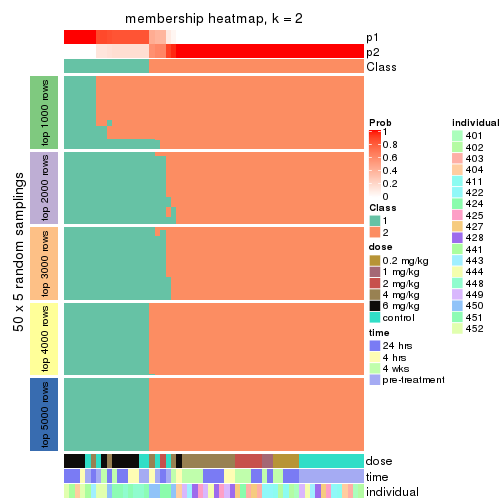 membership heatmap, k = 2
p1
p2
Class
50 x 5 random samplings
top 1000 rows
top 2000 rows
top 3000 rows
top 4000 rows
top 5000 rows
dose
time
individual
Prob
1
0.8
0.6
0.4
0.2
0
Class
1
2
dose
0.2 mg/kg
1 mg/kg
2 mg/kg
4 mg/kg
6 mg/kg
control
time
24 hrs
4 hrs
4 wks
pre-treatment
individual
401
402
403
404
411
422
424
425
427
428
441
443
444
448
449
450
451
452